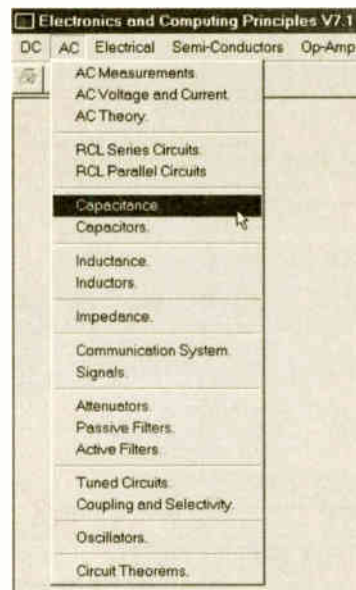 Electronics and Computing Principles V7.1
DC AC Electrical Semi-Conductors Op-Amp
AC Measurements.
AC Voltage and Current.
AC Theory.
RCL Series Circuits.
RCL Parallel Circuits
Capacitance.
Capacitors.
Inductance.
Inductors.
Impedance.
Communication System.
Signals.
Attenuators.
Passive Filters.
Active Filters.
Tuned Circuits.
Coupling and Selectivity.
Oscillators.
Circuit Theorems.